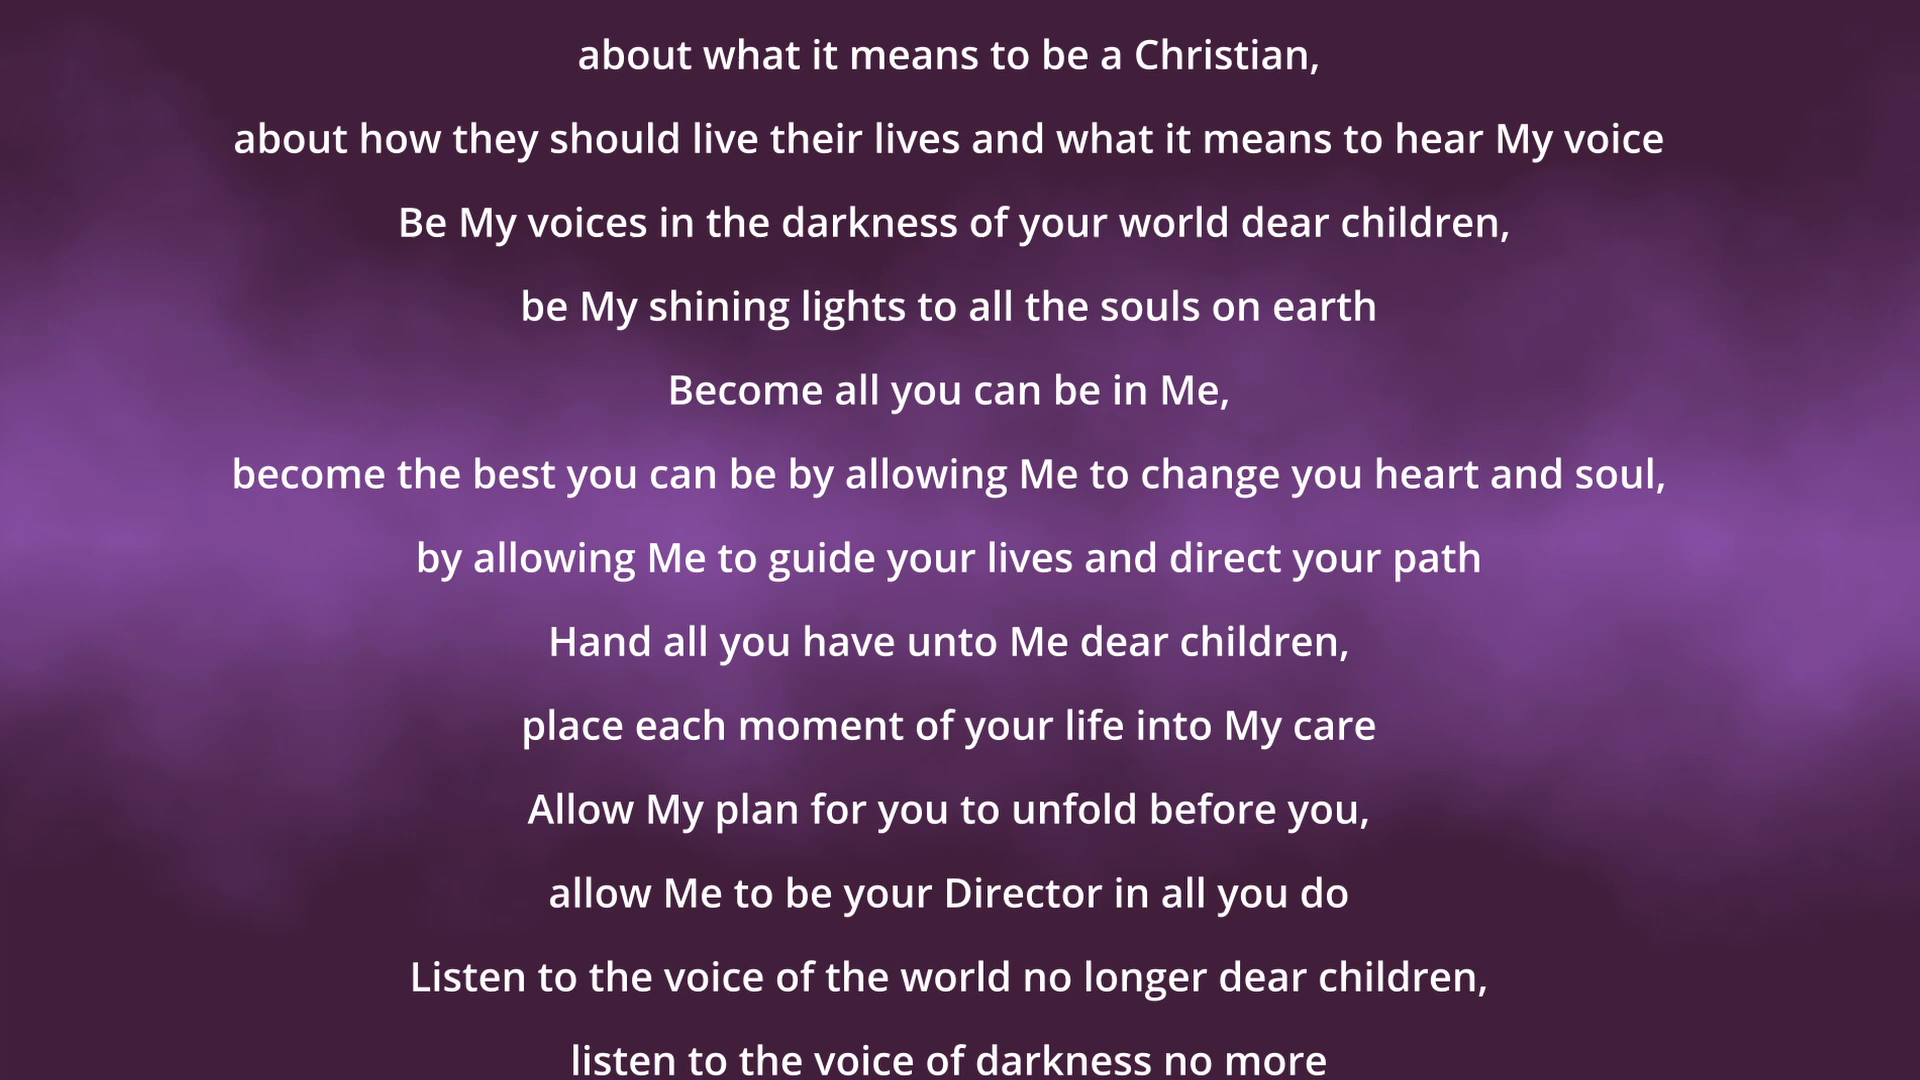 about what it means to be a Christian,
about how they should live their lives and what it means to hear My voice
Be My voices in the darkness of your world dear children,
be My shining lights to all the souls on earth
Become all you can be in Me,
become the best you can be by allowing Me to change you heart and soul,
by allowing Me to guide your lives and direct your path
Hand all you have unto Me dear children,
place each moment of your life into My care
Allow My plan for you to unfold before you,
allow Me to be your Director in all you do
Listen to the voice of the world no longer dear children,
listen to the voice of darkness no more